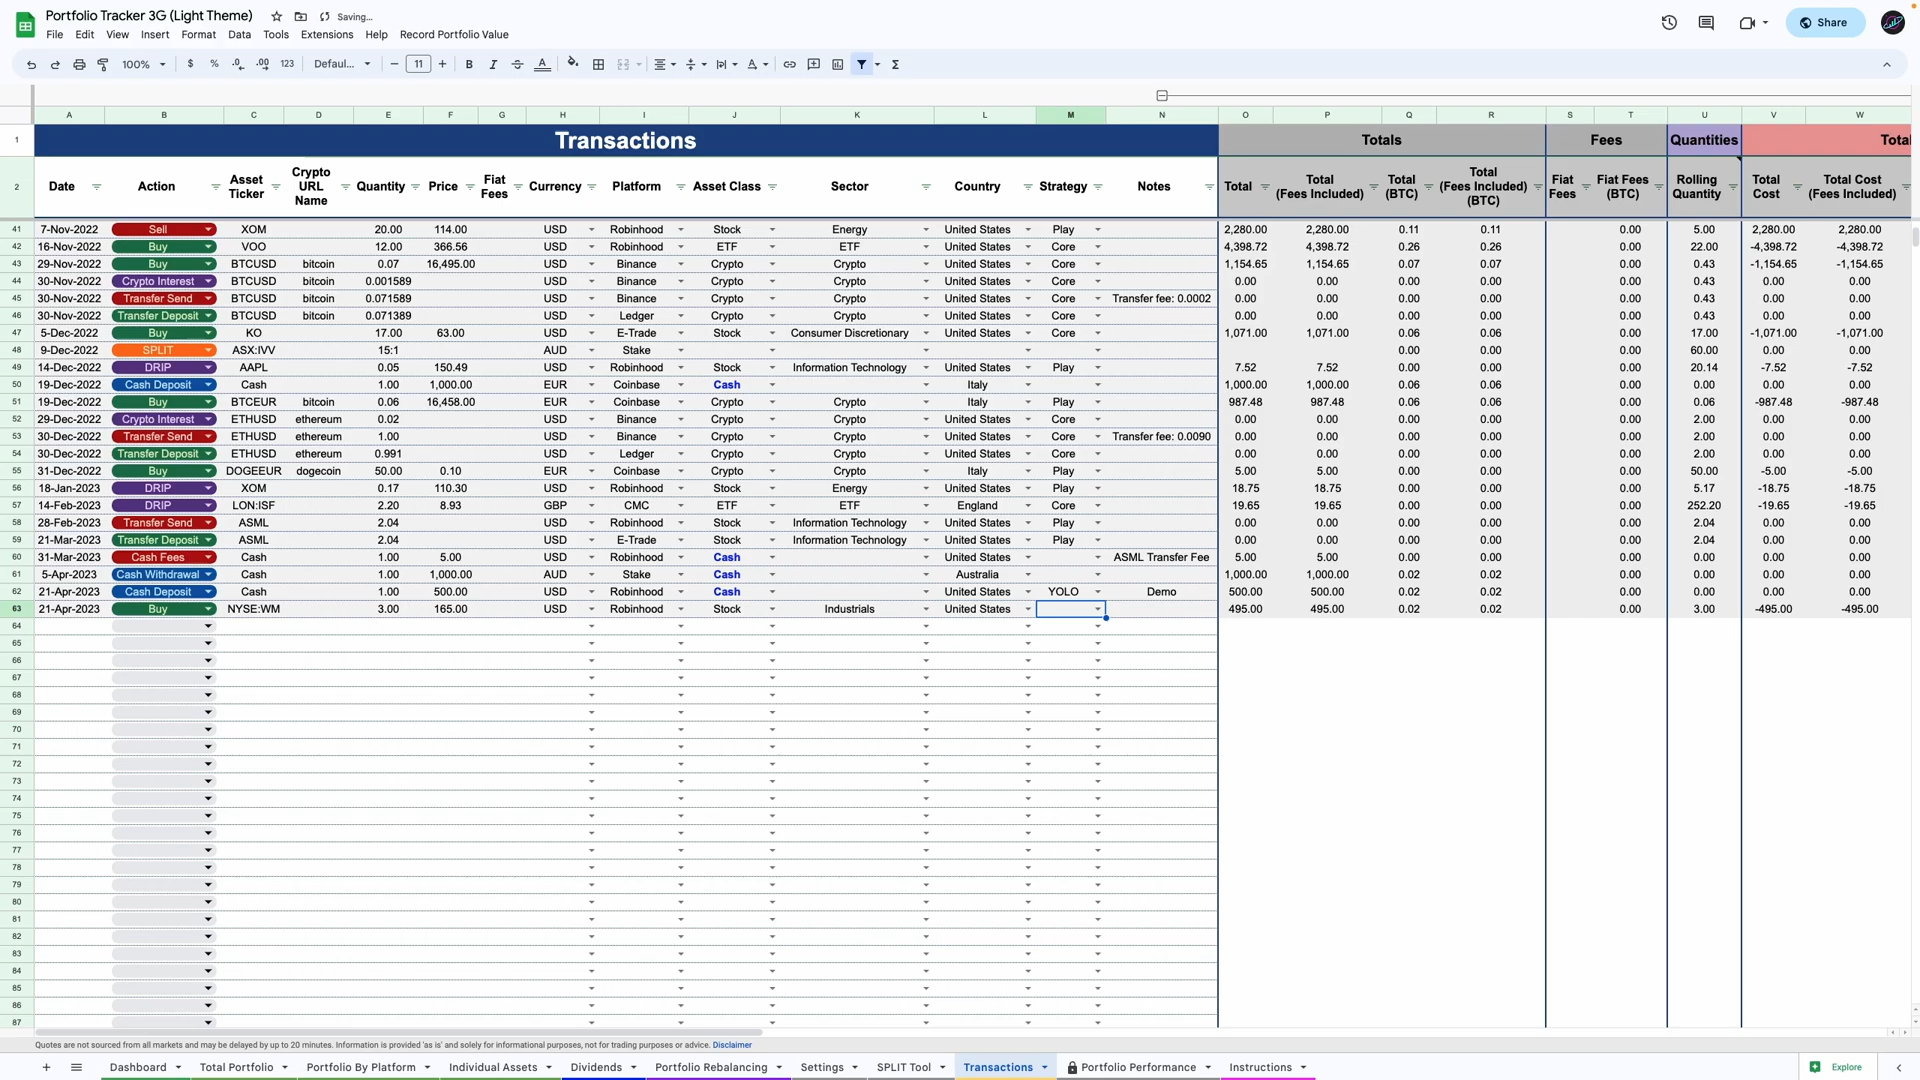 Portfolio Tracker 3G (Light Theme) Saving...
Share
File Edit View Insert Format Data Tools Extensions Help Record Portfolio Value
100% $ % .0 .00 123 Defaul... 11
A B C D E F G H I J K L M N O P Q R S T U V W
1 Transactions Totals Fees Quantities Total
2 Date Action Asset Ticker Crypto URL Name Quantity Price Fiat Fees Currency Platform Asset Class Sector Country Strategy Notes Total Total (Fees Included) Total (BTC) Total (Fees Included) (BTC) Fiat Fees Fiat Fees (BTC) Rolling Quantity Total Cost Total Cost (Fees Included)
41 7-Nov-2022 Sell XOM 20.00 114.00 USD Robinhood Stock Energy United States Play 2,280.00 2,280.00 0.11 0.11 0.00 5.00 2,280.00 2,280.00
42 16-Nov-2022 Buy VOO 12.00 366.56 USD Robinhood ETF ETF United States Core 4,398.72 4,398.72 0.26 0.26 0.00 22.00 -4,398.72 -4,398.72
43 29-Nov-2022 Buy BTCUSD bitcoin 0.07 16,495.00 USD Binance Crypto Crypto United States Core 1,154.65 1,154.65 0.07 0.07 0.00 0.43 -1,154.65 -1,154.65
44 30-Nov-2022 Crypto Interest BTCUSD bitcoin 0.001589 USD Binance Crypto Crypto United States Core 0.00 0.00 0.00 0.00 0.00 0.43 0.00 0.00
45 30-Nov-2022 Transfer Send BTCUSD bitcoin 0.071589 USD Binance Crypto Crypto United States Core Transfer fee: 0.0002 0.00 0.00 0.00 0.00 0.00 0.43 0.00 0.00
46 30-Nov-2022 Transfer Deposit BTCUSD bitcoin 0.071389 USD Ledger Crypto Crypto United States Core 0.00 0.00 0.00 0.00 0.00 0.43 0.00 0.00
47 5-Dec-2022 Buy KO 17.00 63.00 USD E-Trade Stock Consumer Discretionary United States Core 1,071.00 1,071.00 0.06 0.06 0.00 17.00 -1,071.00 -1,071.00
48 9-Dec-2022 SPLIT ASX:IVV 15:1 AUD Stake 0.00 0.00 0.00 60.00 0.00 0.00
49 14-Dec-2022 DRIP AAPL 0.05 150.49 USD Robinhood Stock Information Technology United States Play 7.52 7.52 0.00 0.00 0.00 20.14 -7.52 -7.52
50 19-Dec-2022 Cash Deposit Cash 1.00 1,000.00 EUR Coinbase Cash Italy 1,000.00 1,000.00 0.06 0.06 0.00 0.00 0.00 0.00
51 19-Dec-2022 Buy BTCEUR bitcoin 0.06 16,458.00 EUR Coinbase Crypto Crypto Italy Play 987.48 987.48 0.06 0.06 0.00 0.06 -987.48 -987.48
52 29-Dec-2022 Crypto Interest ETHUSD ethereum 0.02 USD Binance Crypto Crypto United States Core 0.00 0.00 0.00 0.00 0.00 2.00 0.00 0.00
53 30-Dec-2022 Transfer Send ETHUSD ethereum 1.00 USD Binance Crypto Crypto United States Core Transfer fee: 0.0090 0.00 0.00 0.00 0.00 0.00 2.00 0.00 0.00
54 30-Dec-2022 Transfer Deposit ETHUSD ethereum 0.991 USD Ledger Crypto Crypto United States Core 0.00 0.00 0.00 0.00 0.00 2.00 0.00 0.00
55 31-Dec-2022 Buy DOGEEUR dogecoin 50.00 0.10 EUR Coinbase Crypto Crypto Italy Play 5.00 5.00 0.00 0.00 0.00 50.00 -5.00 -5.00
56 18-Jan-2023 DRIP XOM 0.17 110.30 USD Robinhood Stock Energy United States Play 18.75 18.75 0.00 0.00 0.00 5.17 -18.75 -18.75
57 14-Feb-2023 DRIP LON:ISF 2.20 8.93 GBP CMC ETF ETF England Core 19.65 19.65 0.00 0.00 0.00 252.20 -19.65 -19.65
58 28-Feb-2023 Transfer Send ASML 2.04 USD Robinhood Stock Information Technology United States Play 0.00 0.00 0.00 0.00 0.00 2.04 0.00 0.00
59 21-Mar-2023 Transfer Deposit ASML 2.04 USD E-Trade Stock Information Technology United States Play 0.00 0.00 0.00 0.00 0.00 2.04 0.00 0.00
60 31-Mar-2023 Cash Fees Cash 1.00 5.00 USD Robinhood Cash United States ASML Transfer Fee 5.00 5.00 0.00 0.00 0.00 0.00 0.00 0.00
61 5-Apr-2023 Cash Withdrawal Cash 1.00 1,000.00 AUD Stake Cash Australia 1,000.00 1,000.00 0.02 0.02 0.00 0.00 0.00 0.00
62 21-Apr-2023 Cash Deposit Cash 1.00 500.00 USD Robinhood Cash United States YOLO Demo 500.00 500.00 0.02 0.02 0.00 0.00 0.00 0.00
63 21-Apr-2023 Buy NYSE:WM 3.00 165.00 USD Robinhood Stock Industrials United States 495.00 495.00 0.02 0.02 0.00 3.00 -495.00 -495.00
64
65
66
67
68
69
70
71
72
73
74
75
76
77
78
79
80
81
82
83
84
85
86
87
Quotes are not sourced from all markets and may be delayed by up to 20 minutes. Information is provided 'as is' and solely for informational purposes, not for trading purposes or advice. Disclaimer
Dashboard Total Portfolio Portfolio By Platform Individual Assets Dividends Portfolio Rebalancing Settings SPLIT Tool Transactions Portfolio Performance Instructions Explore